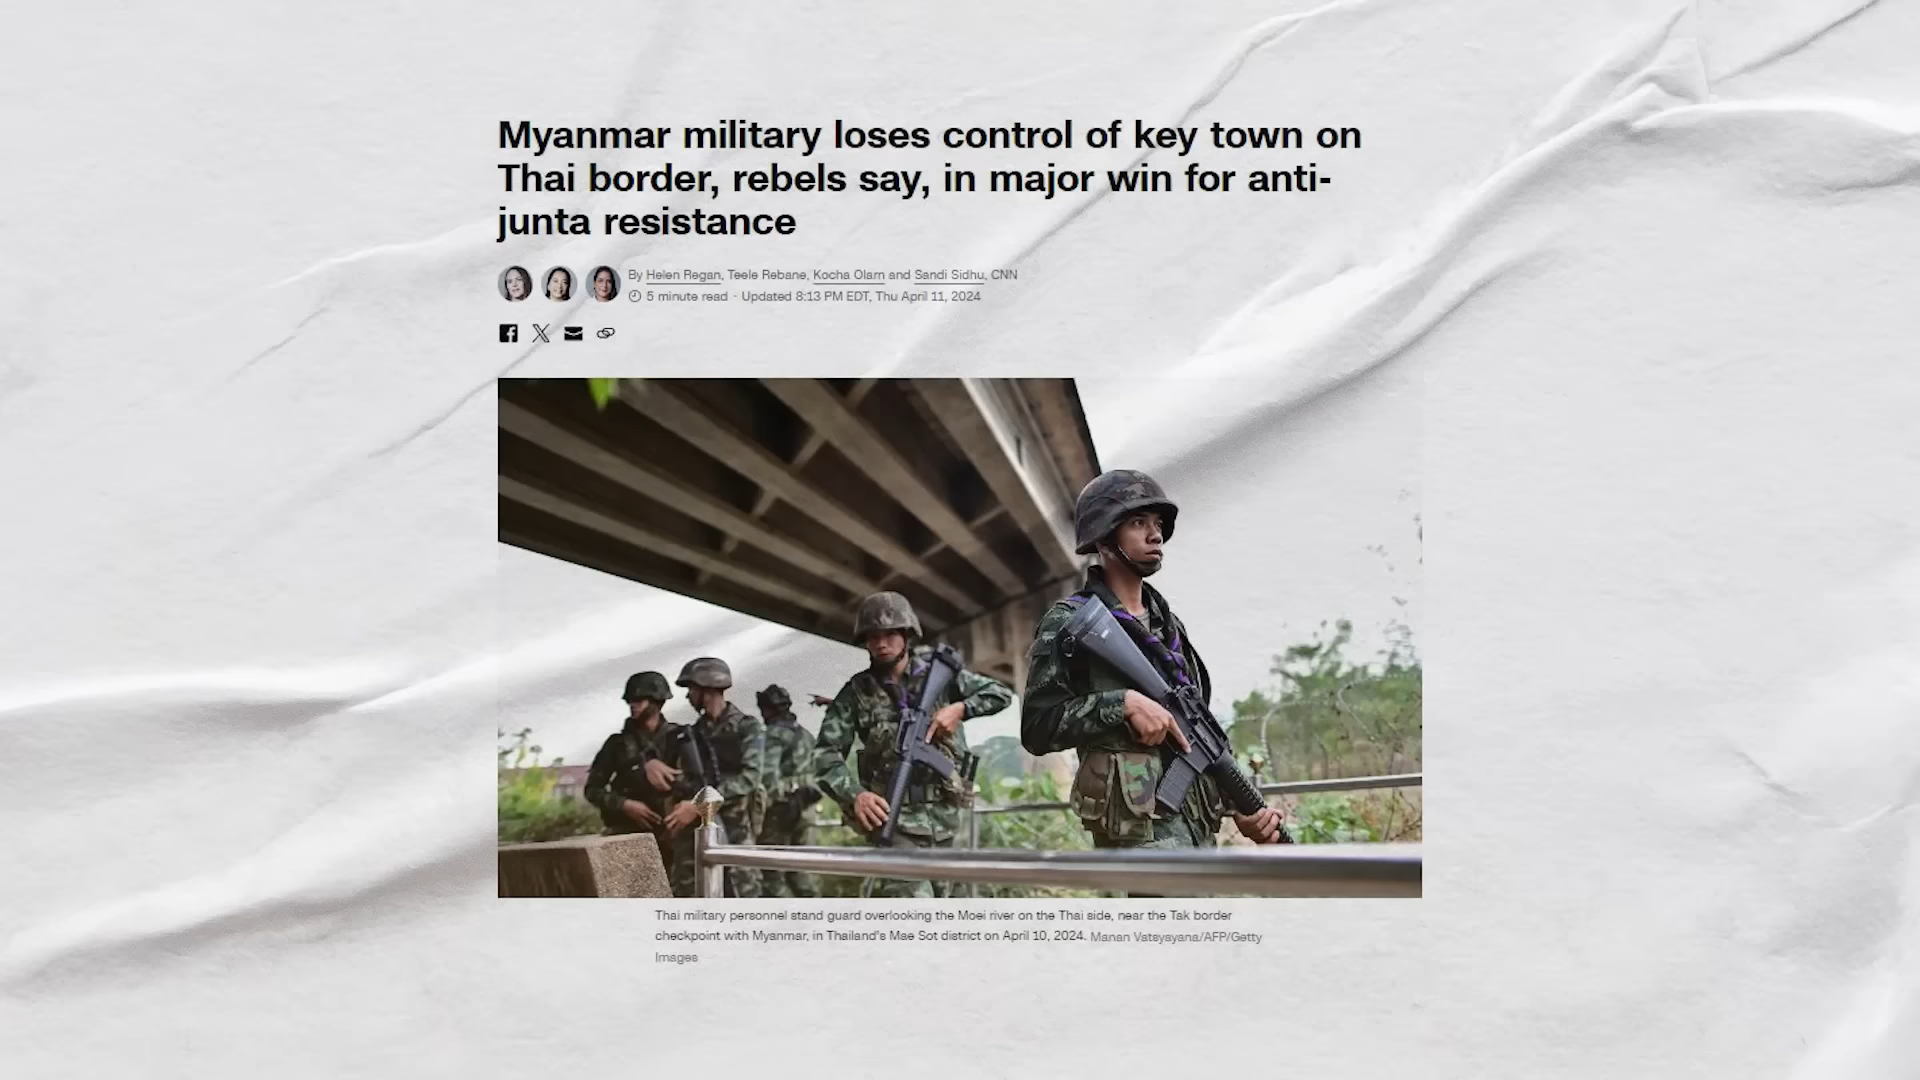 Myanmar military loses control of key town on
Thai border, rebels say, in major win for anti-
junta resistance
By Helen Regan, Teele Rebane, Kocha Olarn and Sandi Sidhu, CNN
5 minute read - Updated 8:13 PM EDT, Thu April 11, 2024
Thai military personnel stand guard overlooking the Moei river on the Thai side, near the Tak border
checkpoint with Myanmar, in Thailand's Mae Sot district on April 10, 2024. Manan Vatsyayana/AFP/Getty
Images